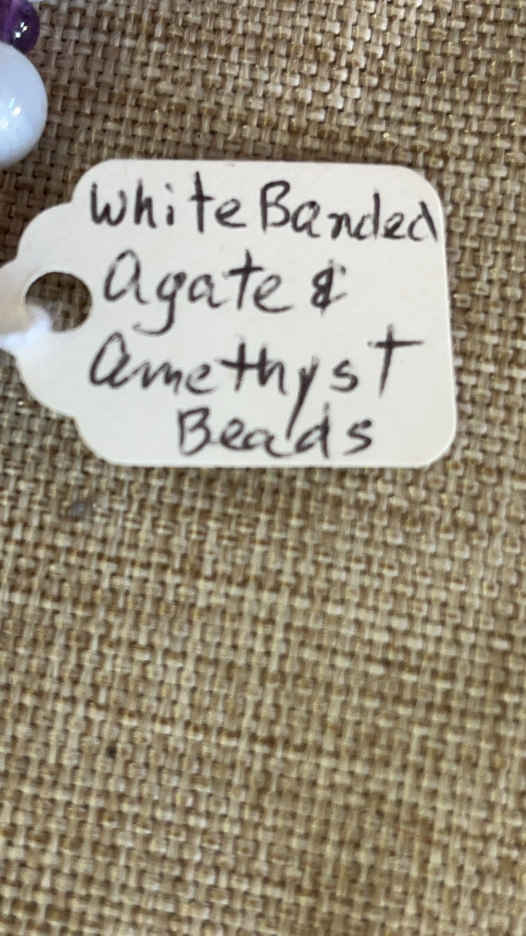 White Banded
Agate &
Amethyst
Beads